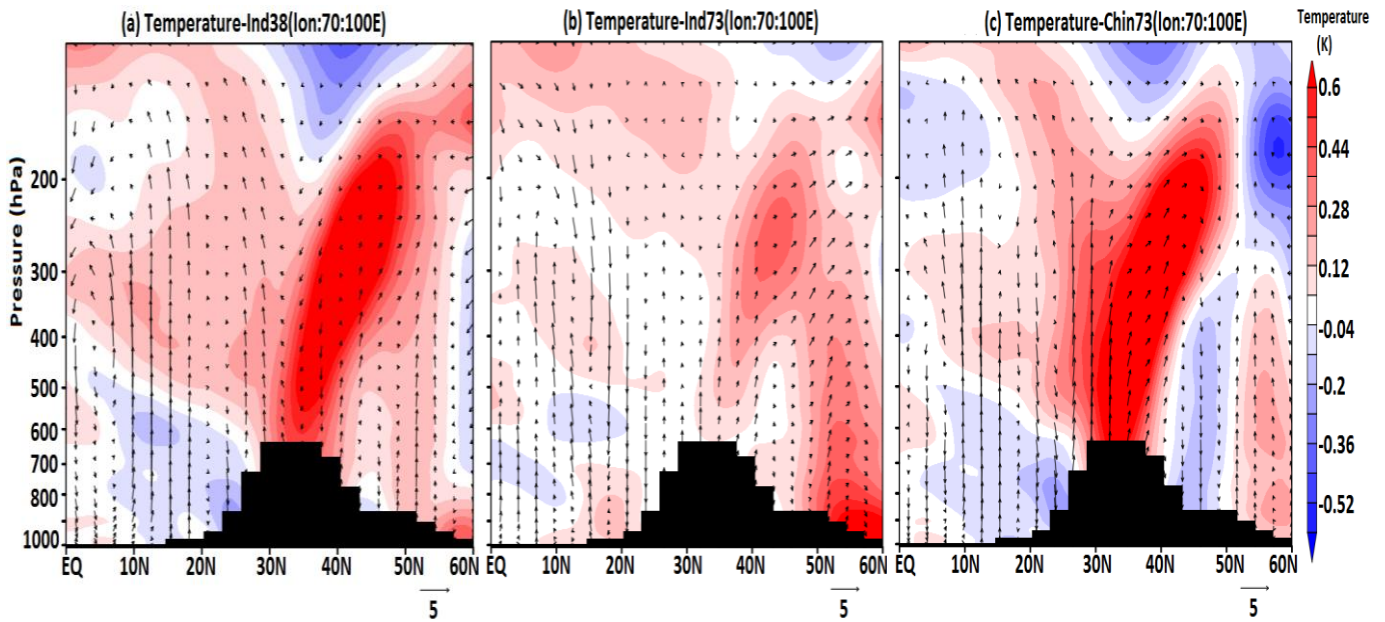 (a) Temperature-Ind38(lon:70:100E)
(b) Temperature-Ind73(lon:70:100E)
(c) Temperature-Chin73(lon:70:100E)
Temperature
(K)
Pressure (hPa)
200
300
400
500
600
700
800
1000
EQ 10N 20N 30N 40N 50N 60N
5
EQ 10N 20N 30N 40N 50N 60N
5
EQ 10N 20N 30N 40N 50N 60N
5
0.6
0.44
0.28
0.12
-0.04
-0.2
-0.36
-0.52